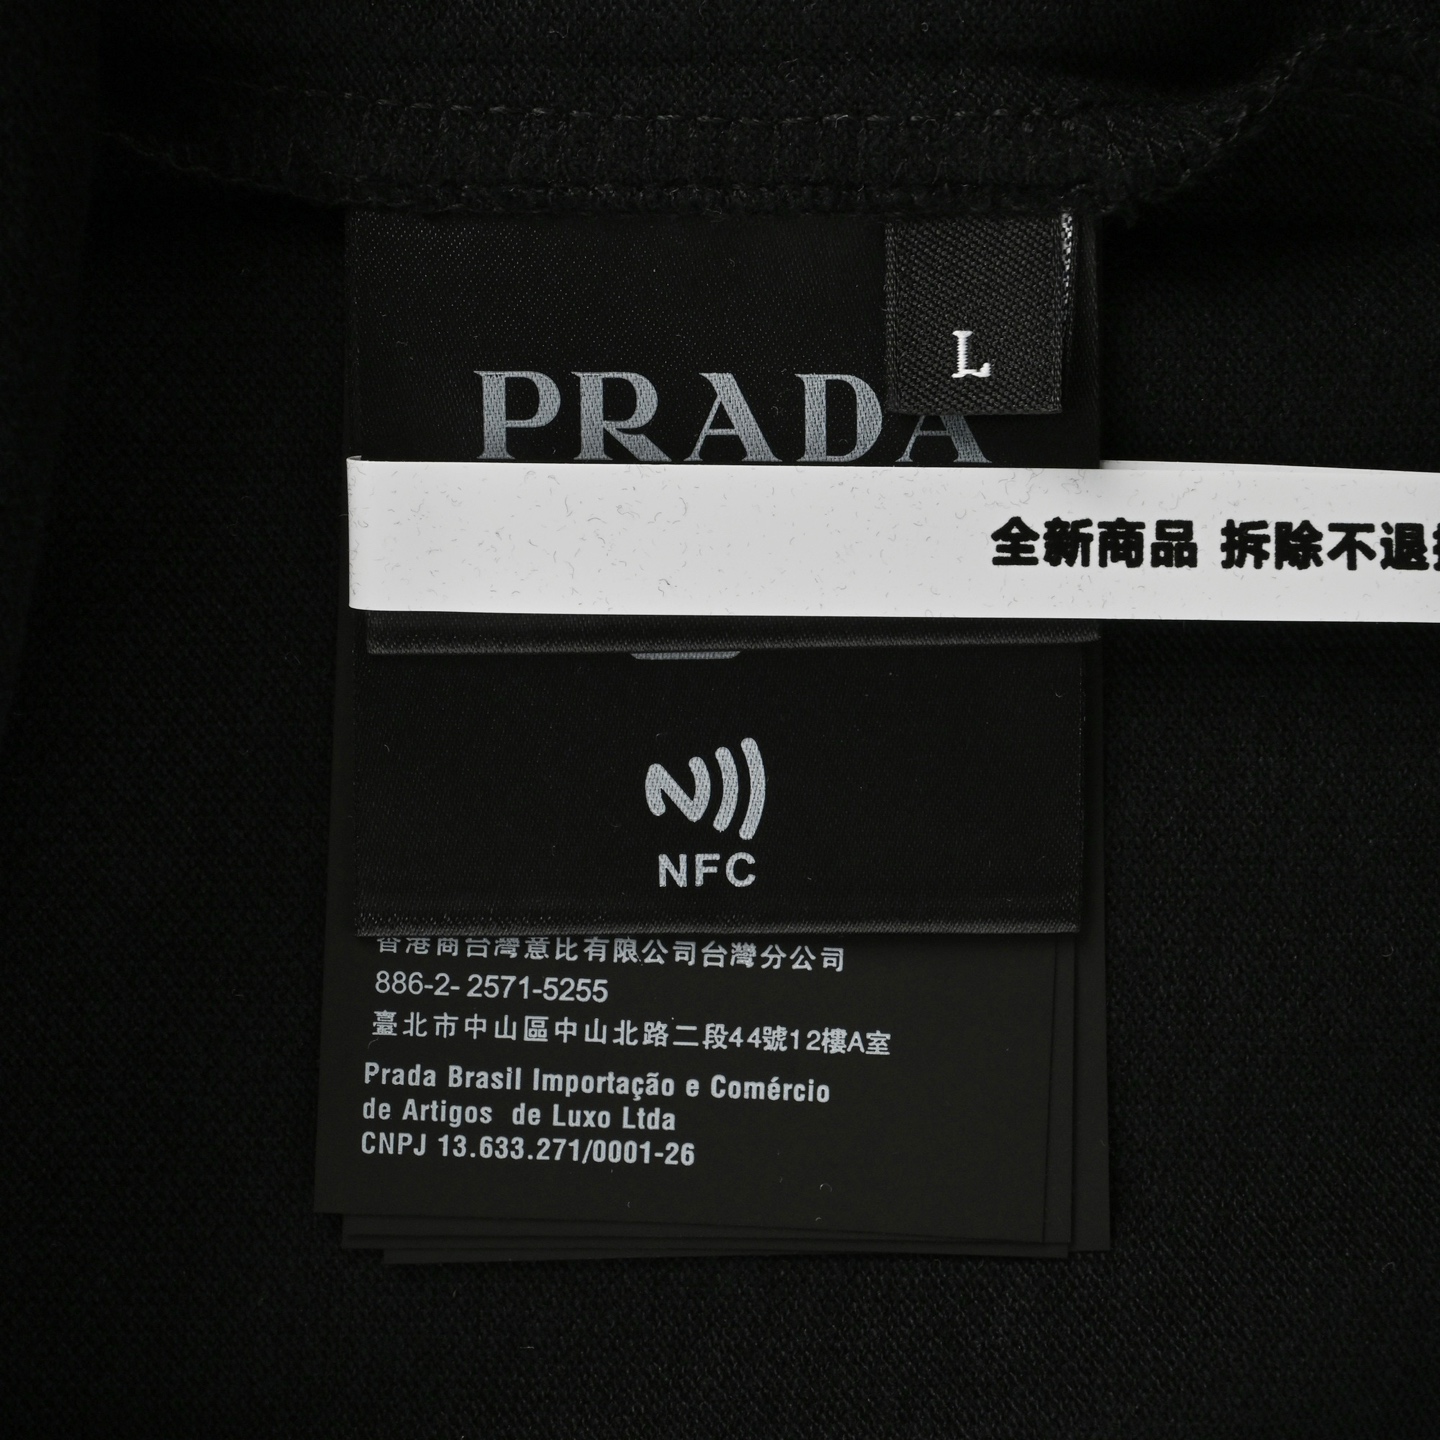 L
PRADA
全新商品 拆除不退
NFC
香港商台灣意比有限公司台灣分公司
886-2- 2571-5255
臺北市中山區中山北路二段44號12樓A室
Prada Brasil Importação e Comércio
de Artigos de Luxo Ltda
CNPJ 13.633.271/0001-26